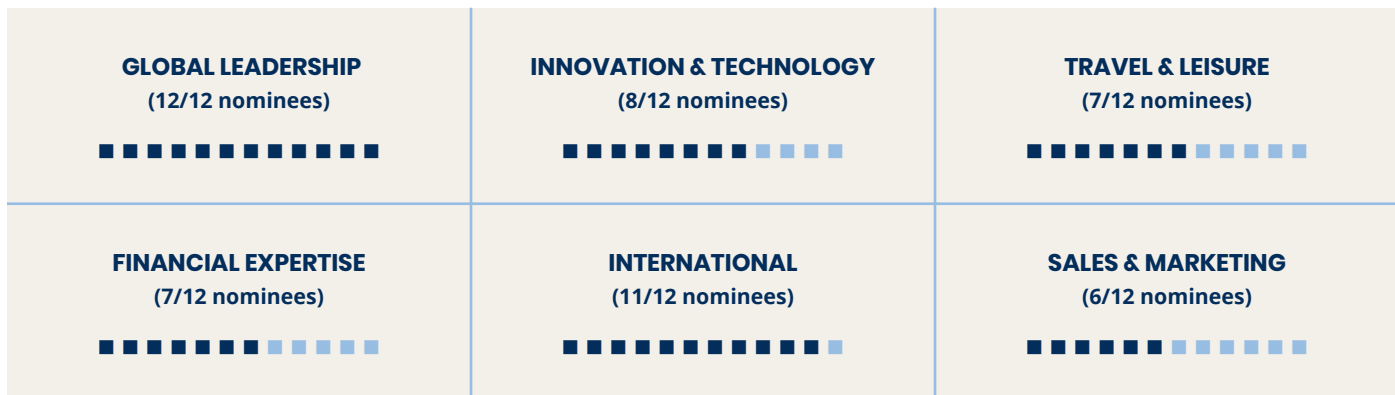 GLOBAL LEADERSHIP
(12/12 nominees)
INNOVATION & TECHNOLOGY
(8/12 nominees)
TRAVEL & LEISURE
(7/12 nominees)
FINANCIAL EXPERTISE
(7/12 nominees)
INTERNATIONAL
(11/12 nominees)
SALES & MARKETING
(6/12 nominees)